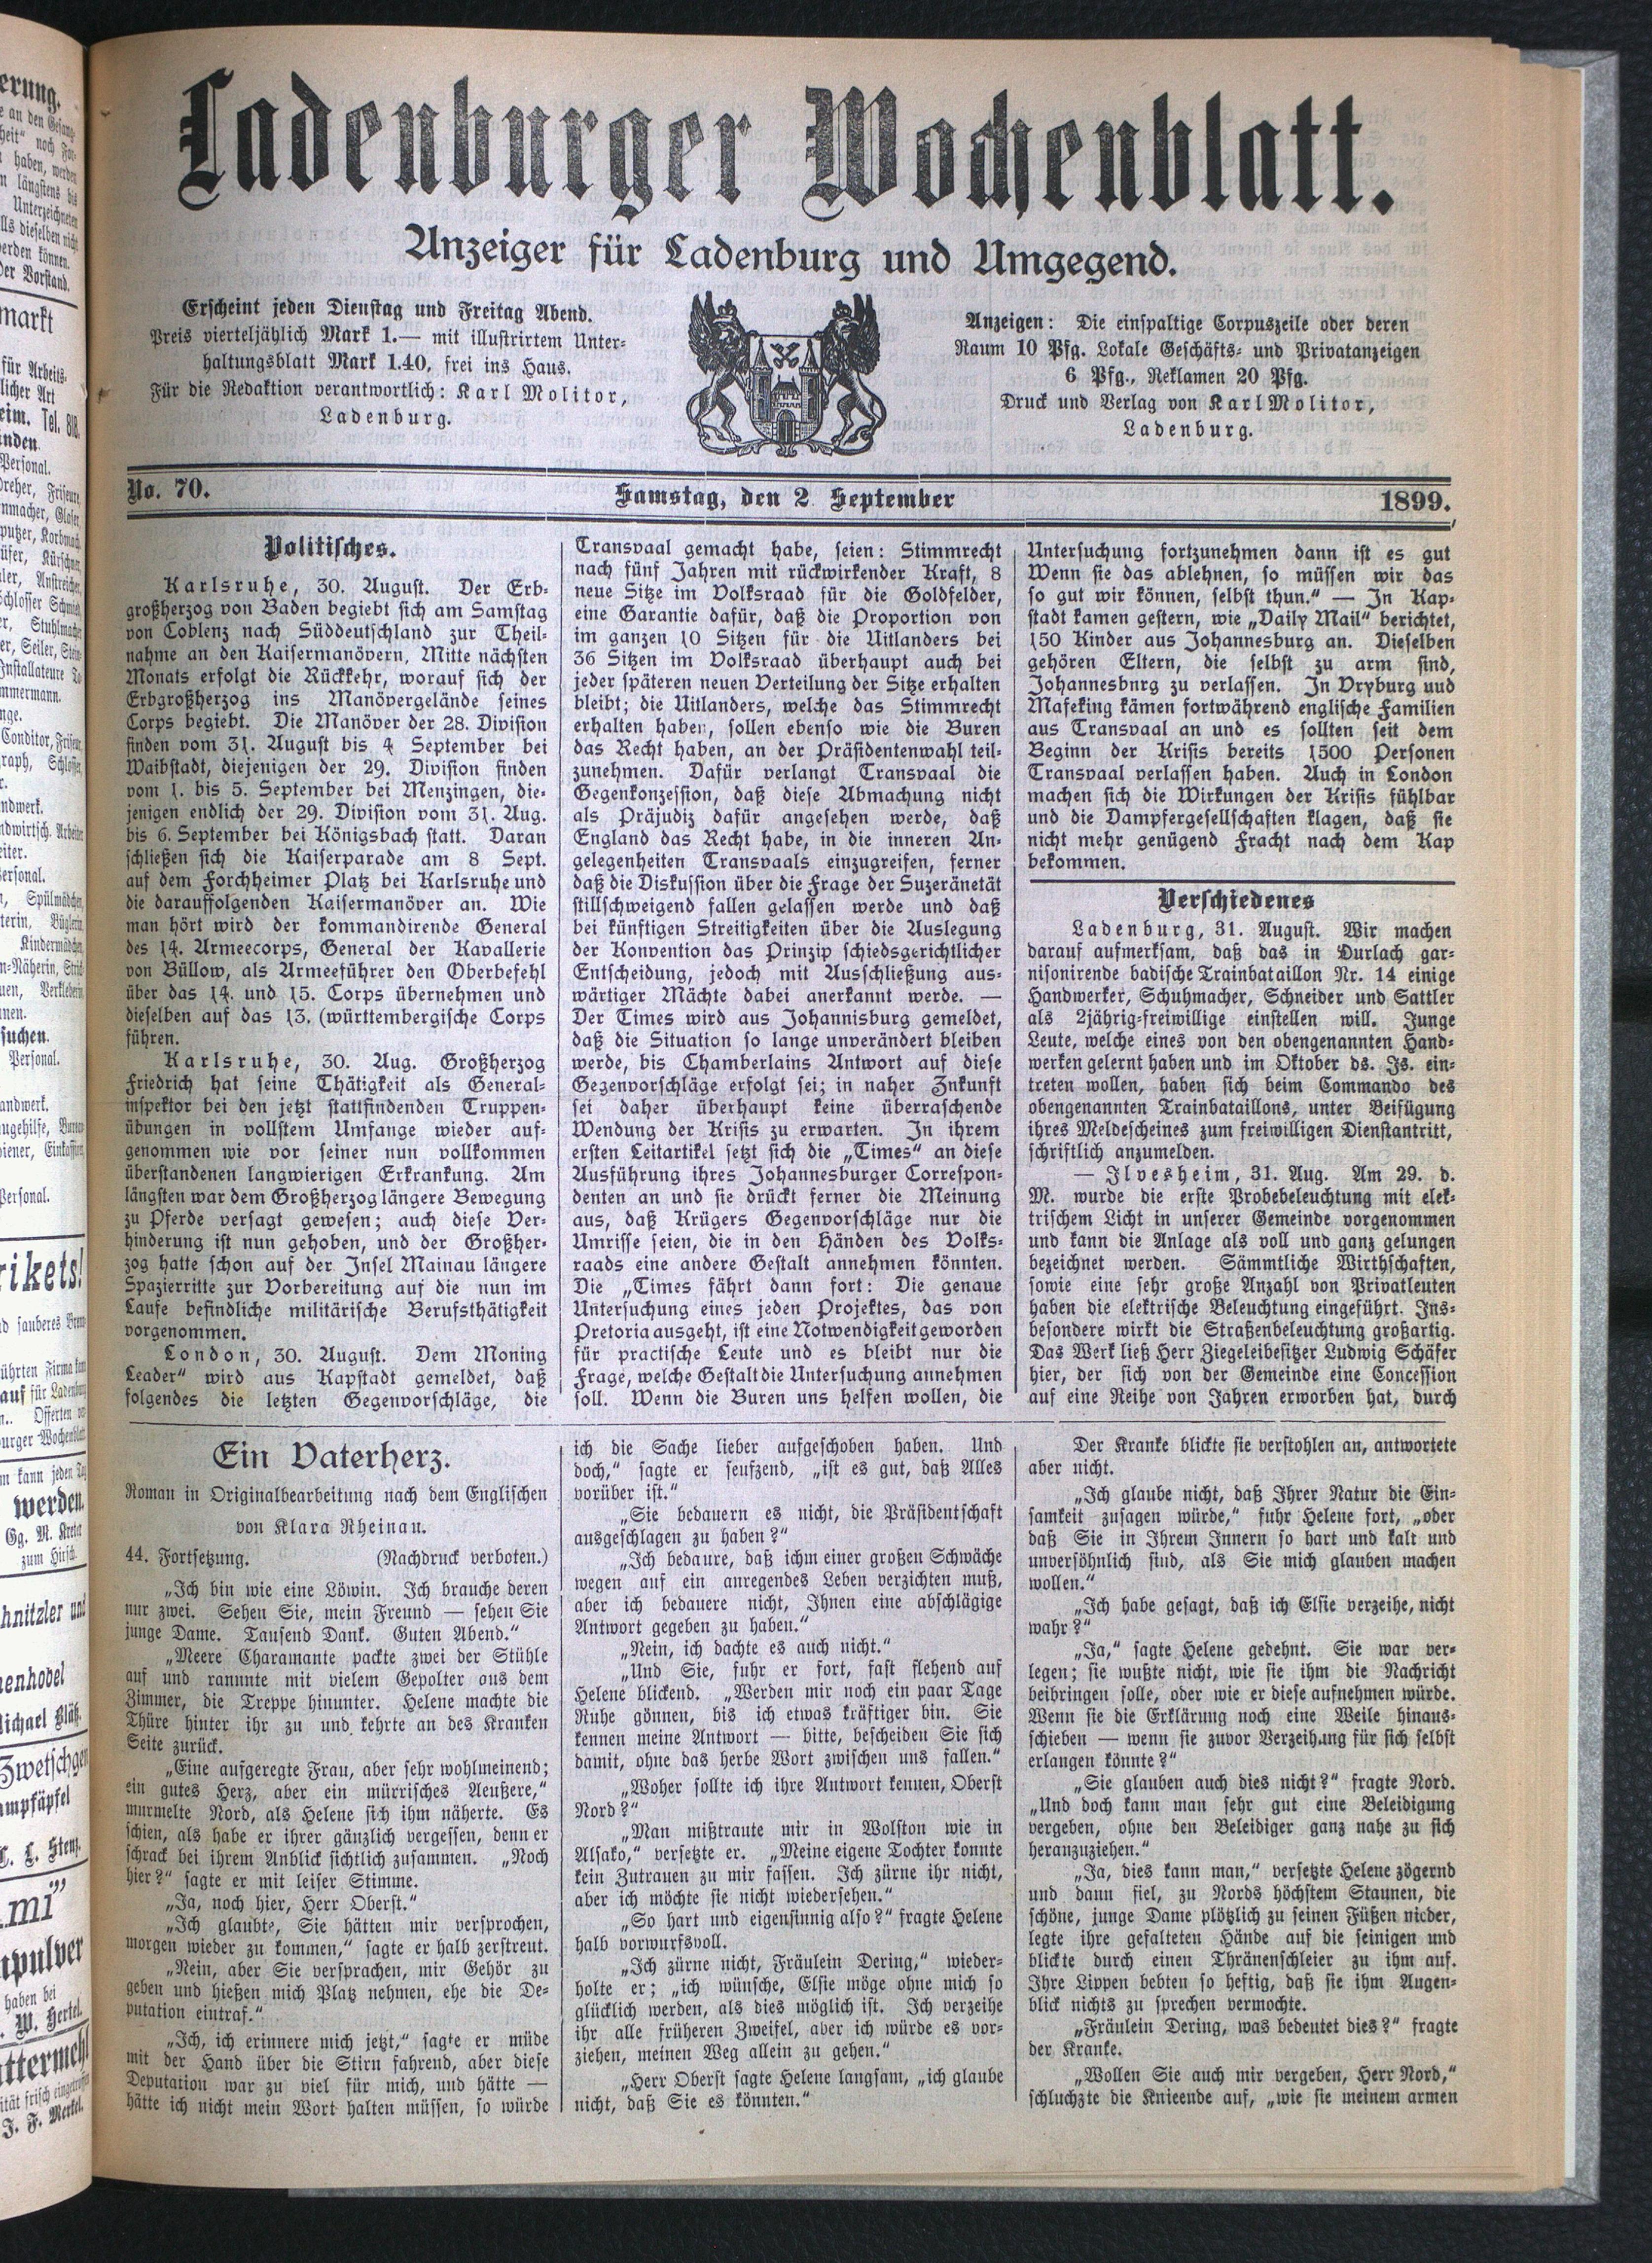 Ladenburger Wochenblatt.
Anzeiger für Ladenburg und Umgegend.
Erscheint jeden Dienstag und Freitag Abend.
Preis vierteljählich Mark 1.— mit illustrirtem Unter-
haltungsblatt Mark 1.40, frei ins Haus.
Für die Redaktion verantwortlich: Karl Molitor,
Ladenburg.
Anzeigen: Die einspaltige Corpuszeile oder deren
Raum 10 Pfg. Lokale Geschäfts- und Privatanzeigen
6 Pfg., Reklamen 20 Pfg.
Druck und Verlag von Karl Molitor,
Ladenburg.
No. 70.
Samstag, den 2 September
1899.
Politisches.
Karlsruhe, 30. August. Der Erb-
großherzog von Baden begiebt sich am Samstag
von Coblenz nach Süddeutschland zur Theil-
nahme an den Kaisermanövern. Mitte nächsten
Monats erfolgt die Rückkehr, worauf sich der
Erbgroßherzog ins Manövergelände seines
Corps begiebt. Die Manöver der 28. Division
finden vom 31. August bis 4 September bei
Waibstadt, diejenigen der 29. Division finden
vom 1. bis 5. September bei Menzingen, die-
jenigen endlich der 29. Division vom 31. Aug.
bis 6. September bei Königsbach statt. Daran
schließen sich die Kaiserparade am 8 Sept.
auf dem Forchheimer Platz bei Karlsruhe und
die darauffolgenden Kaisermanöver an. Wie
man hört wird der kommandirende General
des 14. Armeecorps, General der Kavallerie
von Büllow, als Armeeführer den Oberbefehl
über das 14. und 15. Corps übernehmen und
dieselben auf das 13. (württembergische Corps
führen.
Karlsruhe, 30. Aug. Großherzog
Friedrich hat seine Thätigkeit als General-
inspektor bei den jetzt stattfindenden Truppen-
übungen in vollstem Umfange wieder auf-
genommen wie vor seiner nun vollkommen
überstandenen langwierigen Erkrankung. Am
längsten war dem Großherzog längere Bewegung
zu Pferde versagt gewesen; auch diese Ver-
hinderung ist nun gehoben, und der Großher-
zog hatte schon auf der Insel Mainau längere
Spazierritte zur Vorbereitung auf die nun im
Laufe befindliche militärische Berufsthätigkeit
vorgenommen.
London, 30. August. Dem Moning
Leader“ wird aus Kapstadt gemeldet, daß
folgendes die letzten Gegenvorschläge, die
Transvaal gemacht habe, seien: Stimmrecht
nach fünf Jahren mit rückwirkender Kraft, 8
neue Sitze im Volksraad für die Goldfelder,
eine Garantie dafür, daß die Proportion von
im ganzen 10 Sitzen für die Uitlanders bei
36 Sitzen im Volksraad überhaupt auch bei
jeder späteren neuen Verteilung der Sitze erhalten
bleibt; die Uitlanders, welche das Stimmrecht
erhalten haben, sollen ebenso wie die Buren
das Recht haben, an der Präsidentenwahl teil-
zunehmen. Dafür verlangt Transvaal die
Gegenkonzession, daß diese Abmachung nicht
als Präjudiz dafür angesehen werde, daß
England das Recht habe, in die inneren An-
gelegenheiten Transvaals einzugreifen, ferner
daß die Diskussion über die Frage der Suzeränetät
stillschweigend fallen gelassen werde und daß
bei künftigen Streitigkeiten über die Auslegung
der Konvention das Prinzip schiedsgerichtlicher
Entscheidung, jedoch mit Ausschließung aus-
wärtiger Mächte dabei anerkannt werde. —
Der Times wird aus Johannisburg gemeldet,
daß die Situation so lange unverändert bleiben
werde, bis Chamberlains Antwort auf diese
Gegenvorschläge erfolgt sei; in naher Znkunft
sei daher überhaupt keine überraschende
Wendung der Krisis zu erwarten. In ihrem
ersten Leitartikel setzt sich die „Times“ an diese
Ausführung ihres Johannesburger Correspon-
denten an und sie drückt ferner die Meinung
aus, daß Krügers Gegenvorschläge nur die
Umrisse seien, die in den Händen des Volks-
raads eine andere Gestalt annehmen könnten.
Die „Times fährt dann fort: Die genaue
Untersuchung eines jeden Projektes, das von
Pretoria ausgeht, ist eine Notwendigkeit geworden
für practische Leute und es bleibt nur die
Frage, welche Gestalt die Untersuchung annehmen
soll. Wenn die Buren uns helfen wollen, die
Untersuchung fortzunehmen dann ist es gut
Wenn sie das ablehnen, so müssen wir das
so gut wir können, selbst thun.“ — In Kap-
stadt kamen gestern, wie „Daily Mail“ berichtet,
150 Kinder aus Johannesburg an. Dieselben
gehören Eltern, die selbst zu arm sind,
Johannesbnrg zu verlassen. In Vryburg und
Mafeking kämen fortwährend englische Familien
aus Transvaal an und es sollten seit dem
Beginn der Krisis bereits 1500 Personen
Transvaal verlassen haben. Auch in London
machen sich die Wirkungen der Krisis fühlbar
und die Dampfergesellschaften klagen, daß sie
nicht mehr genügend Fracht nach dem Kap
bekommen.
Verschiedenes
Ladenburg, 31. August. Wir machen
darauf aufmerksam, daß das in Durlach gar-
nisonirende badische Trainbataillon Nr. 14 einige
Handwerker, Schuhmacher, Schneider und Sattler
als 2jährig-freiwillige einstellen will. Junge
Leute, welche eines von den obengenannten Hand-
werken gelernt haben und im Oktober ds. Js. ein-
treten wollen, haben sich beim Commando des
obengenannten Trainbataillons, unter Beifügung
ihres Meldescheines zum freiwilligen Dienstantritt,
schriftlich anzumelden.
— Ilvesheim, 31. Aug. Am 29. d.
M. wurde die erste Probebeleuchtung mit elek-
trischem Licht in unserer Gemeinde vorgenommen
und kann die Anlage als voll und ganz gelungen
bezeichnet werden. Sämmtliche Wirthschaften,
sowie eine sehr große Anzahl von Privatleuten
haben die elektrische Beleuchtung eingeführt. Ins-
besondere wirkt die Straßenbeleuchtung großartig.
Das Werk ließ Herr Ziegeleibesitzer Ludwig Schäfer
hier, der sich von der Gemeinde eine Concession
auf eine Reihe von Jahren erworben hat, durch
Ein Vaterherz.
Roman in Originalbearbeitung nach dem Englischen
von Klara Rheinau.
44. Fortsetzung. (Nachdruck verboten.)
„Ich bin wie eine Löwin. Ich brauche deren
nur zwei. Sehen Sie, mein Freund — sehen Sie
junge Dame. Tausend Dank. Guten Abend.“
„Meere Charamante packte zwei der Stühle
auf und rannnte mit vielem Gepolter aus dem
Zimmer, die Treppe hinunter. Helene machte die
Thüre hinter ihr zu und kehrte an des Kranken
Seite zurück.
„Eine aufgeregte Frau, aber sehr wohlmeinend;
ein gutes Herz, aber ein mürrisches Aeußere,“
murmelte Nord, als Helene sich ihm näherte. Es
schien, als habe er ihrer gänzlich vergessen, denn er
schrack bei ihrem Anblick sichtlich zusammen. „Noch
hier?“ sagte er mit leiser Stimme.
„Ja, noch hier, Herr Oberst.“
„Ich glaubte, Sie hätten mir versprochen,
morgen wieder zu kommen,“ sagte er halb zerstreut.
„Nein, aber Sie versprachen, mir Gehör zu
geben und hießen mich Platz nehmen, ehe die De-
putation eintraf.“
„Ich, ich erinnere mich jetzt,“ sagte er müde
mit der Hand über die Stirn fahrend, aber diese
Deputation war zu viel für mich, und hätte —
hätte ich nicht mein Wort halten müssen, so würde
ich die Sache lieber aufgeschoben haben. Und
doch,“ sagte er seufzend, „ist es gut, daß Alles
vorüber ist.“
„Sie bedauern es nicht, die Präsidentschaft
ausgeschlagen zu haben?“
„Ich bedaure, daß ichm einer großen Schwäche
wegen auf ein anregendes Leben verzichten muß,
aber ich bedauere nicht, Ihnen eine abschlägige
Antwort gegeben zu haben.“
„Nein, ich dachte es auch nicht.“
„Und Sie, fuhr er fort, fast flehend auf
Helene blickend. „Werden mir noch ein paar Tage
Ruhe gönnen, bis ich etwas kräftiger bin. Sie
kennen meine Antwort — bitte, bescheiden Sie sich
damit, ohne das herbe Wort zwischen uns fallen.“
„Woher sollte ich ihre Antwort kennen, Oberst
Nord?“
„Man mißtraute mir in Wolston wie in
Alsako,“ versetzte er. „Meine eigene Tochter konnte
kein Zutrauen zu mir fassen. Ich zürne ihr nicht,
aber ich möchte sie nicht wiedersehen.“
„So hart und eigensinnig also?“ fragte Helene
halb vorwurfsvoll.
„Ich zürne nicht, Fräulein Dering,“ wieder-
holte er; „ich wünsche, Elsie möge ohne mich so
glücklich werden, als dies möglich ist. Ich verzeihe
ihr alle früheren Zweifel, aber ich würde es vor-
ziehen, meinen Weg allein zu gehen.“
„Herr Oberst sagte Helene langsam, „ich glaube
nicht, daß Sie es könnten.“
Der Kranke blickte sie verstohlen an, antwortete
aber nicht.
„Ich glaube nicht, daß Ihrer Natur die Ein-
samkeit zusagen würde,“ fuhr Helene fort, „oder
daß Sie in Ihrem Innern so hart und kalt und
unversöhnlich sind, als Sie mich glauben machen
wollen.“
„Ich habe gesagt, daß ich Elsie verzeihe, nicht
wahr?“
„Ja,“ sagte Helene gedehnt. Sie war ver-
legen; sie wußte nicht, wie sie ihm die Nachricht
beibringen solle, oder wie er diese aufnehmen würde.
Wenn sie die Erklärung noch eine Weile hinaus-
schieben — wenn sie zuvor Verzeihung für sich selbst
erlangen könnte?“
„Sie glauben auch dies nicht?“ fragte Nord.
„Und doch kann man sehr gut eine Beleidigung
vergeben, ohne den Beleidiger ganz nahe zu sich
heranzuziehen.“
„Ja, dies kann man,“ versetzte Helene zögernd
und dann fiel, zu Nords höchstem Staunen, die
schöne, junge Dame plötzlich zu seinen Füßen nieder,
legte ihre gefalteten Hände auf die seinigen und
blickte durch einen Thränenschleier zu ihm auf.
Ihre Lippen bebten so heftig, daß sie ihm Augen-
blick nichts zu sprechen vermochte.
„Fräulein Dering, was bedeutet dies?“ fragte
der Kranke.
„Wollen Sie auch mir vergeben, Herr Nord,“
schluchzte die Knieende auf, „wie sie meinem armen